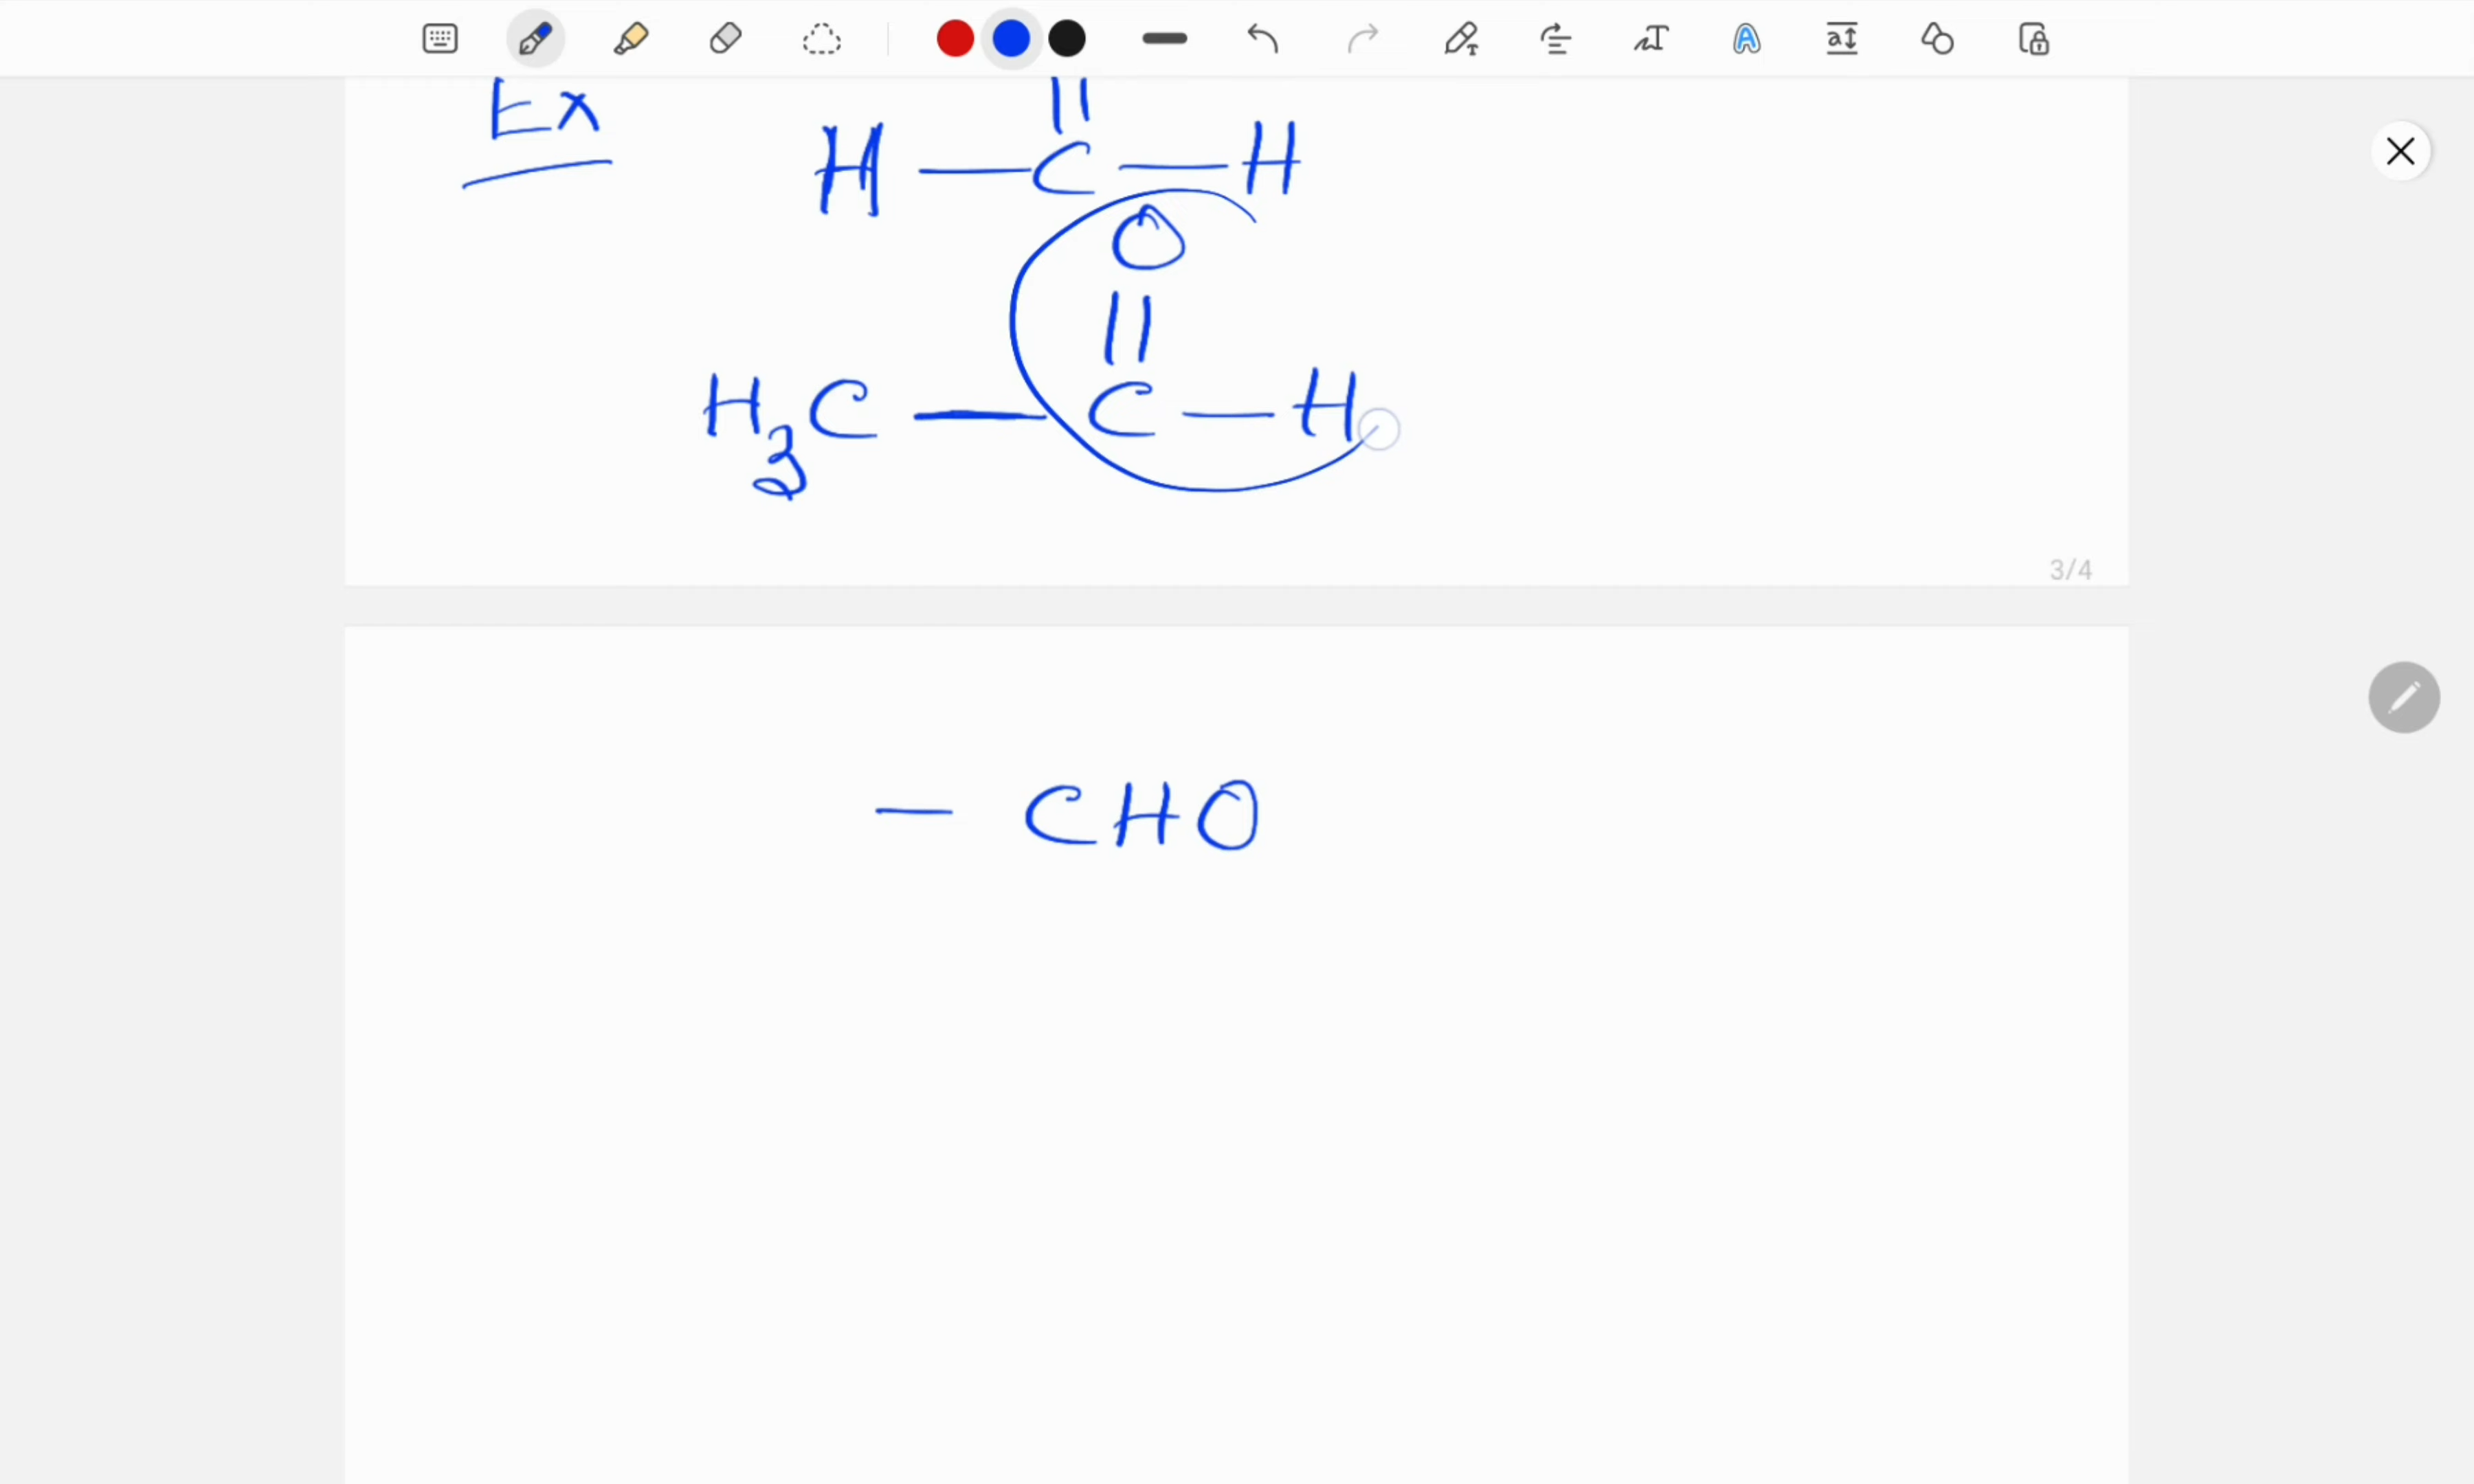 Ex
||
H — C — H
O
||
H3C — C — H
3/4
— CHO